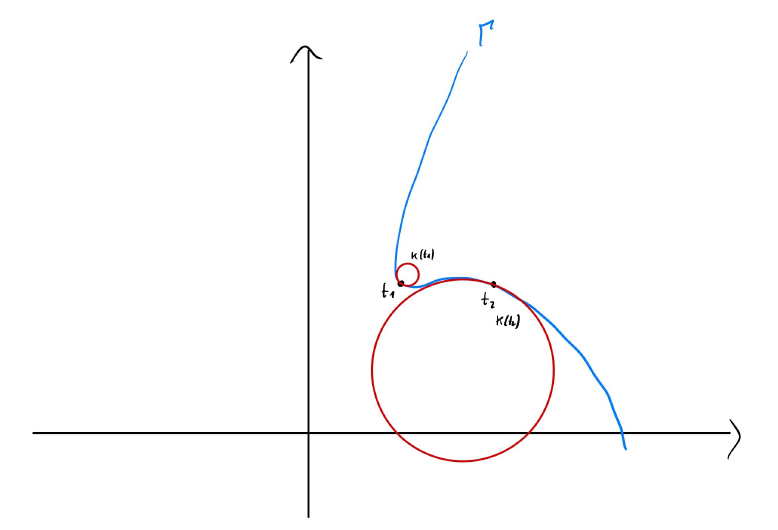 Γ
K(t₁)
t₁
t₂
K(t₂)